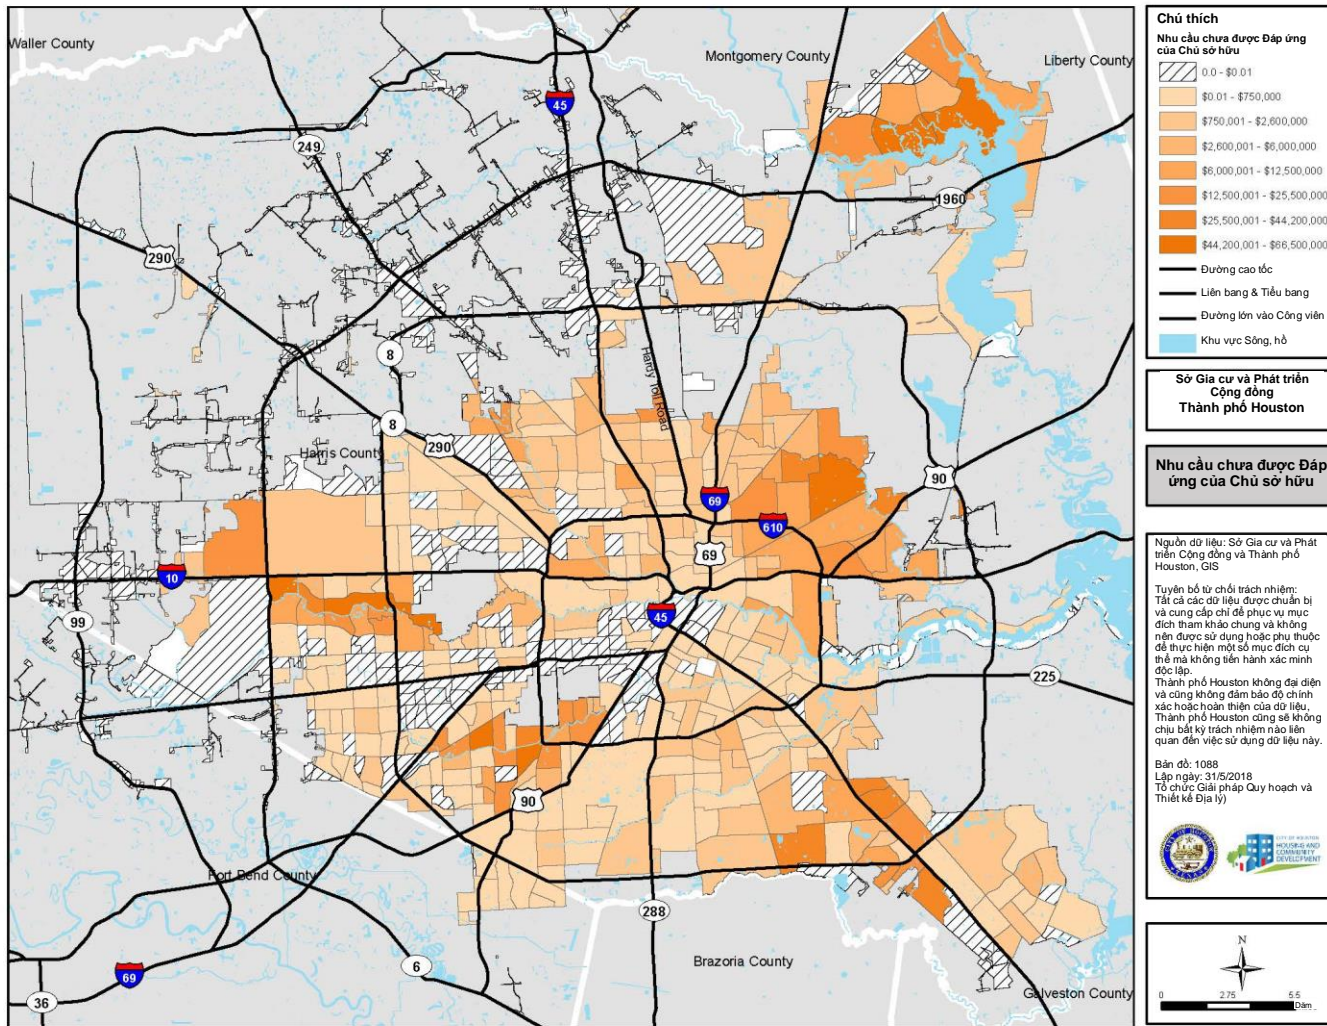 Waller County
Montgomery County
Liberty County
45
249
1960
290
Hardy Toll Road
8
8
290
Harris County
90
69
610
69
10
45
99
225
90
Fort Bend County
288
Brazoria County
6
69
36
Galveston County
Chú thích
Nhu cầu chưa được Đáp ứng
của Chủ sở hữu
0.0 - $0.01
$0.01 - $750,000
$750,001 - $2,600,000
$2,600,001 - $6,000,000
$6,000,001 - $12,500,000
$12,500,001 - $25,500,000
$25,500,001 - $44,200,000
$44,200,001 - $66,500,000
Đường cao tốc
Liên bang & Tiểu bang
Đường lớn vào Công viên
Khu vực Sông, hồ
Sở Gia cư và Phát triển
Cộng đồng
Thành phố Houston
Nhu cầu chưa được Đáp
ứng của Chủ sở hữu
Nguồn dữ liệu: Sở Gia cư và Phát
triển Cộng đồng và Thành phố
Houston, GIS
Tuyên bố từ chối trách nhiệm:
Tất cả các dữ liệu được chuẩn bị
và cung cấp chỉ để phục vụ mục
đích tham khảo chung và không
nên được sử dụng hoặc phụ thuộc
để thực hiện một số mục đích cụ
thể mà không tiến hành xác minh
độc lập.
Thành phố Houston không đại diện
và cũng không đảm bảo độ chính
xác hoặc hoàn thiện của dữ liệu,
Thành phố Houston cũng sẽ không
chịu bất kỳ trách nhiệm nào liên
quan đến việc sử dụng dữ liệu này.
Bản đồ: 1088
Lập ngày: 31/5/2018
Tổ chức Giải pháp Quy hoạch và
Thiết kế Địa lý)
CITY OF HOUSTON
HOUSING AND
COMMUNITY
DEVELOPMENT
N
0 2.75 5.5
Dặm